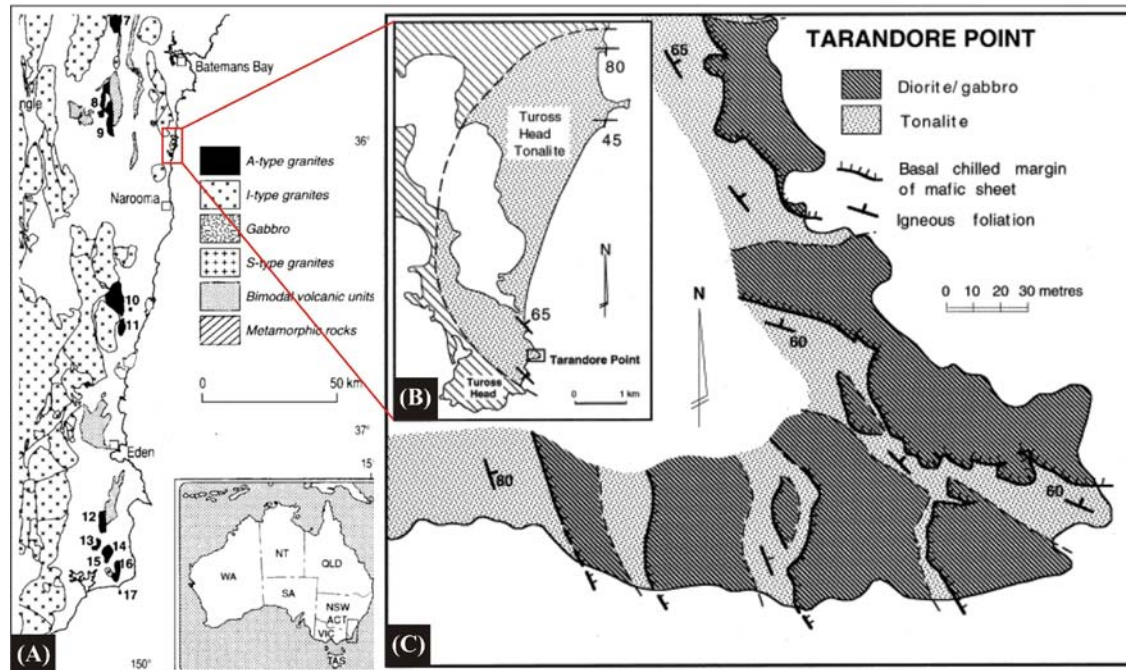 7
Batemans Bay
ngle
8
9
36°
A-type granites
I-type granites
Narooma
Gabbro
S-type granites
Bimodal volcanic units
Metamorphic rocks
10
11
0
50 km
37°
Eden
15°
12
13
14
15
16
17
WA
NT
QLD
SA
NSW
ACT
VIC
TAS
(A)
150°
80
Tuross
Head
Tonalite
45
N
65
Tarandore Point
Tuross
Head
0
1 km
(B)
65
TARANDORE POINT
Diorite/gabbro
Tonalite
Basal chilled margin
of mafic sheet
Igneous foliation
0 10 20 30 metres
N
60
80
60
(C)